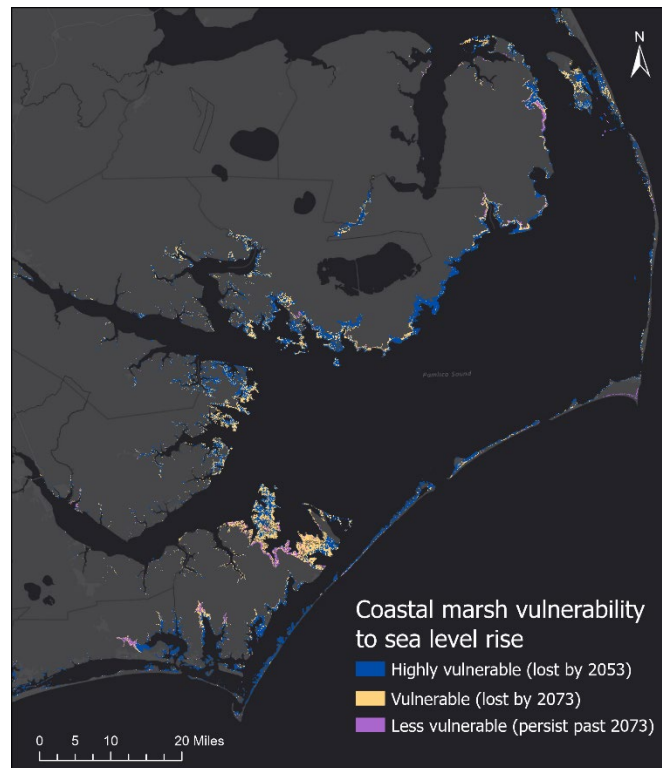 N
Pamlico Sound
Coastal marsh vulnerability
to sea level rise
Highly vulnerable (lost by 2053)
Vulnerable (lost by 2073)
Less vulnerable (persist past 2073)
0 5 10 20 Miles